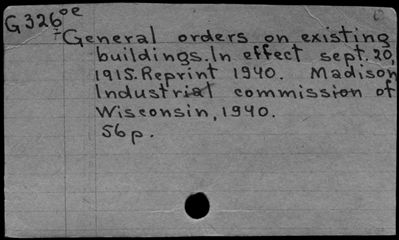 G326oe
General orders on existing
buildings. In effect sept. 20,
1915. Reprint 1940. Madison
Industrial commission of
Wisconsin, 1940.
56p.